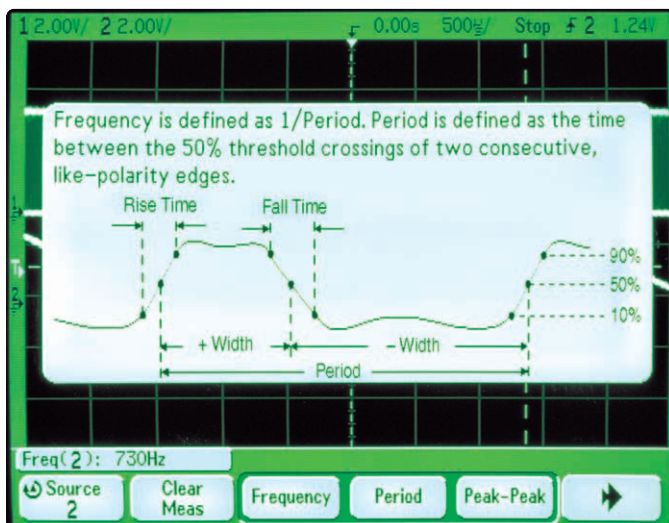 1 2.00V/ 2 2.00V/ 0.00s 500µs/ Stop 2 1.24V
Frequency is defined as 1/Period. Period is defined as the time
between the 50% threshold crossings of two consecutive,
like-polarity edges.
Rise Time Fall Time
90%
50%
10%
+ Width - Width
Period
1
T
2
Freq(2): 730Hz
Source
2
Clear
Meas
Frequency
Period
Peak-Peak